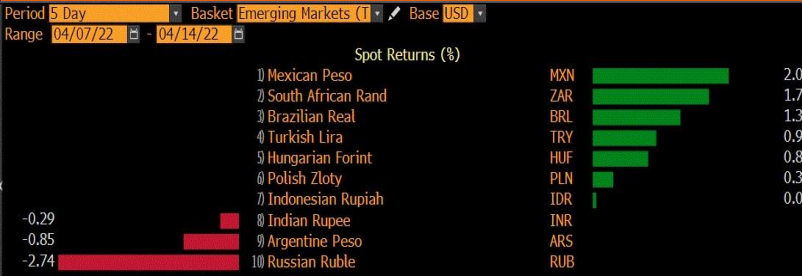 Period 5 Day Basket Emerging Markets (T Base USD
Range 04/07/22 - 04/14/22
Spot Returns (%)
1) Mexican Peso MXN 2.0
2) South African Rand ZAR 1.7
3) Brazilian Real BRL 1.3
4) Turkish Lira TRY 0.9
5) Hungarian Forint HUF 0.8
6) Polish Zloty PLN 0.3
7) Indonesian Rupiah IDR 0.0
-0.29 8) Indian Rupee INR
-0.85 9) Argentine Peso ARS
-2.74 10) Russian Ruble RUB